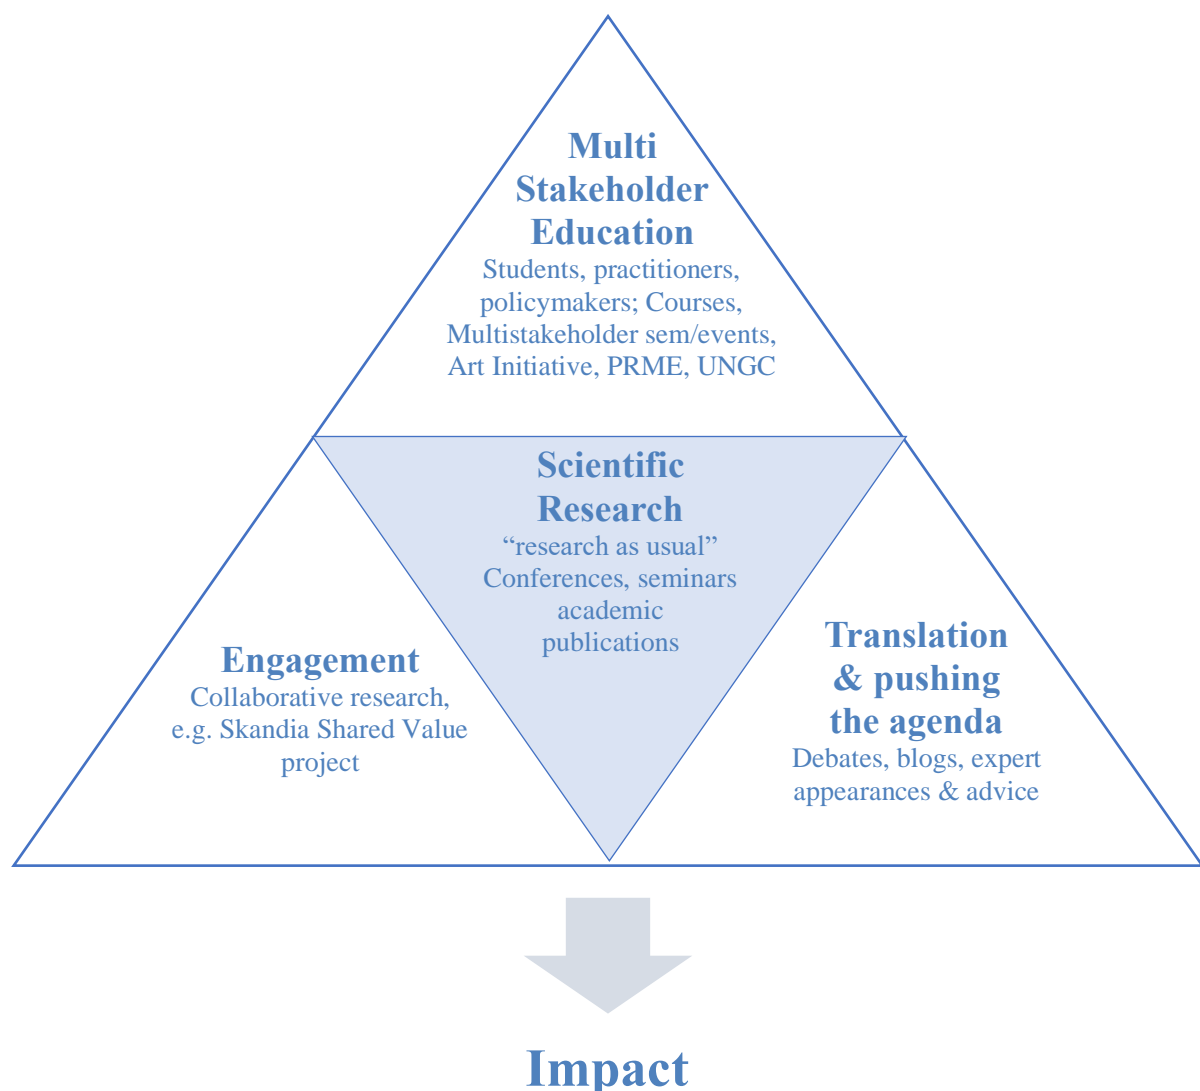 Multi
Stakeholder
Education
Students, practitioners,
policymakers; Courses,
Multistakeholder sem/events,
Art Initiative, PRME, UNGC
Scientific
Research
“research as usual”
Conferences, seminars
academic
publications
Engagement
Collaborative research,
e.g. Skandia Shared Value
project
Translation
& pushing
the agenda
Debates, blogs, expert
appearances & advice
Impact